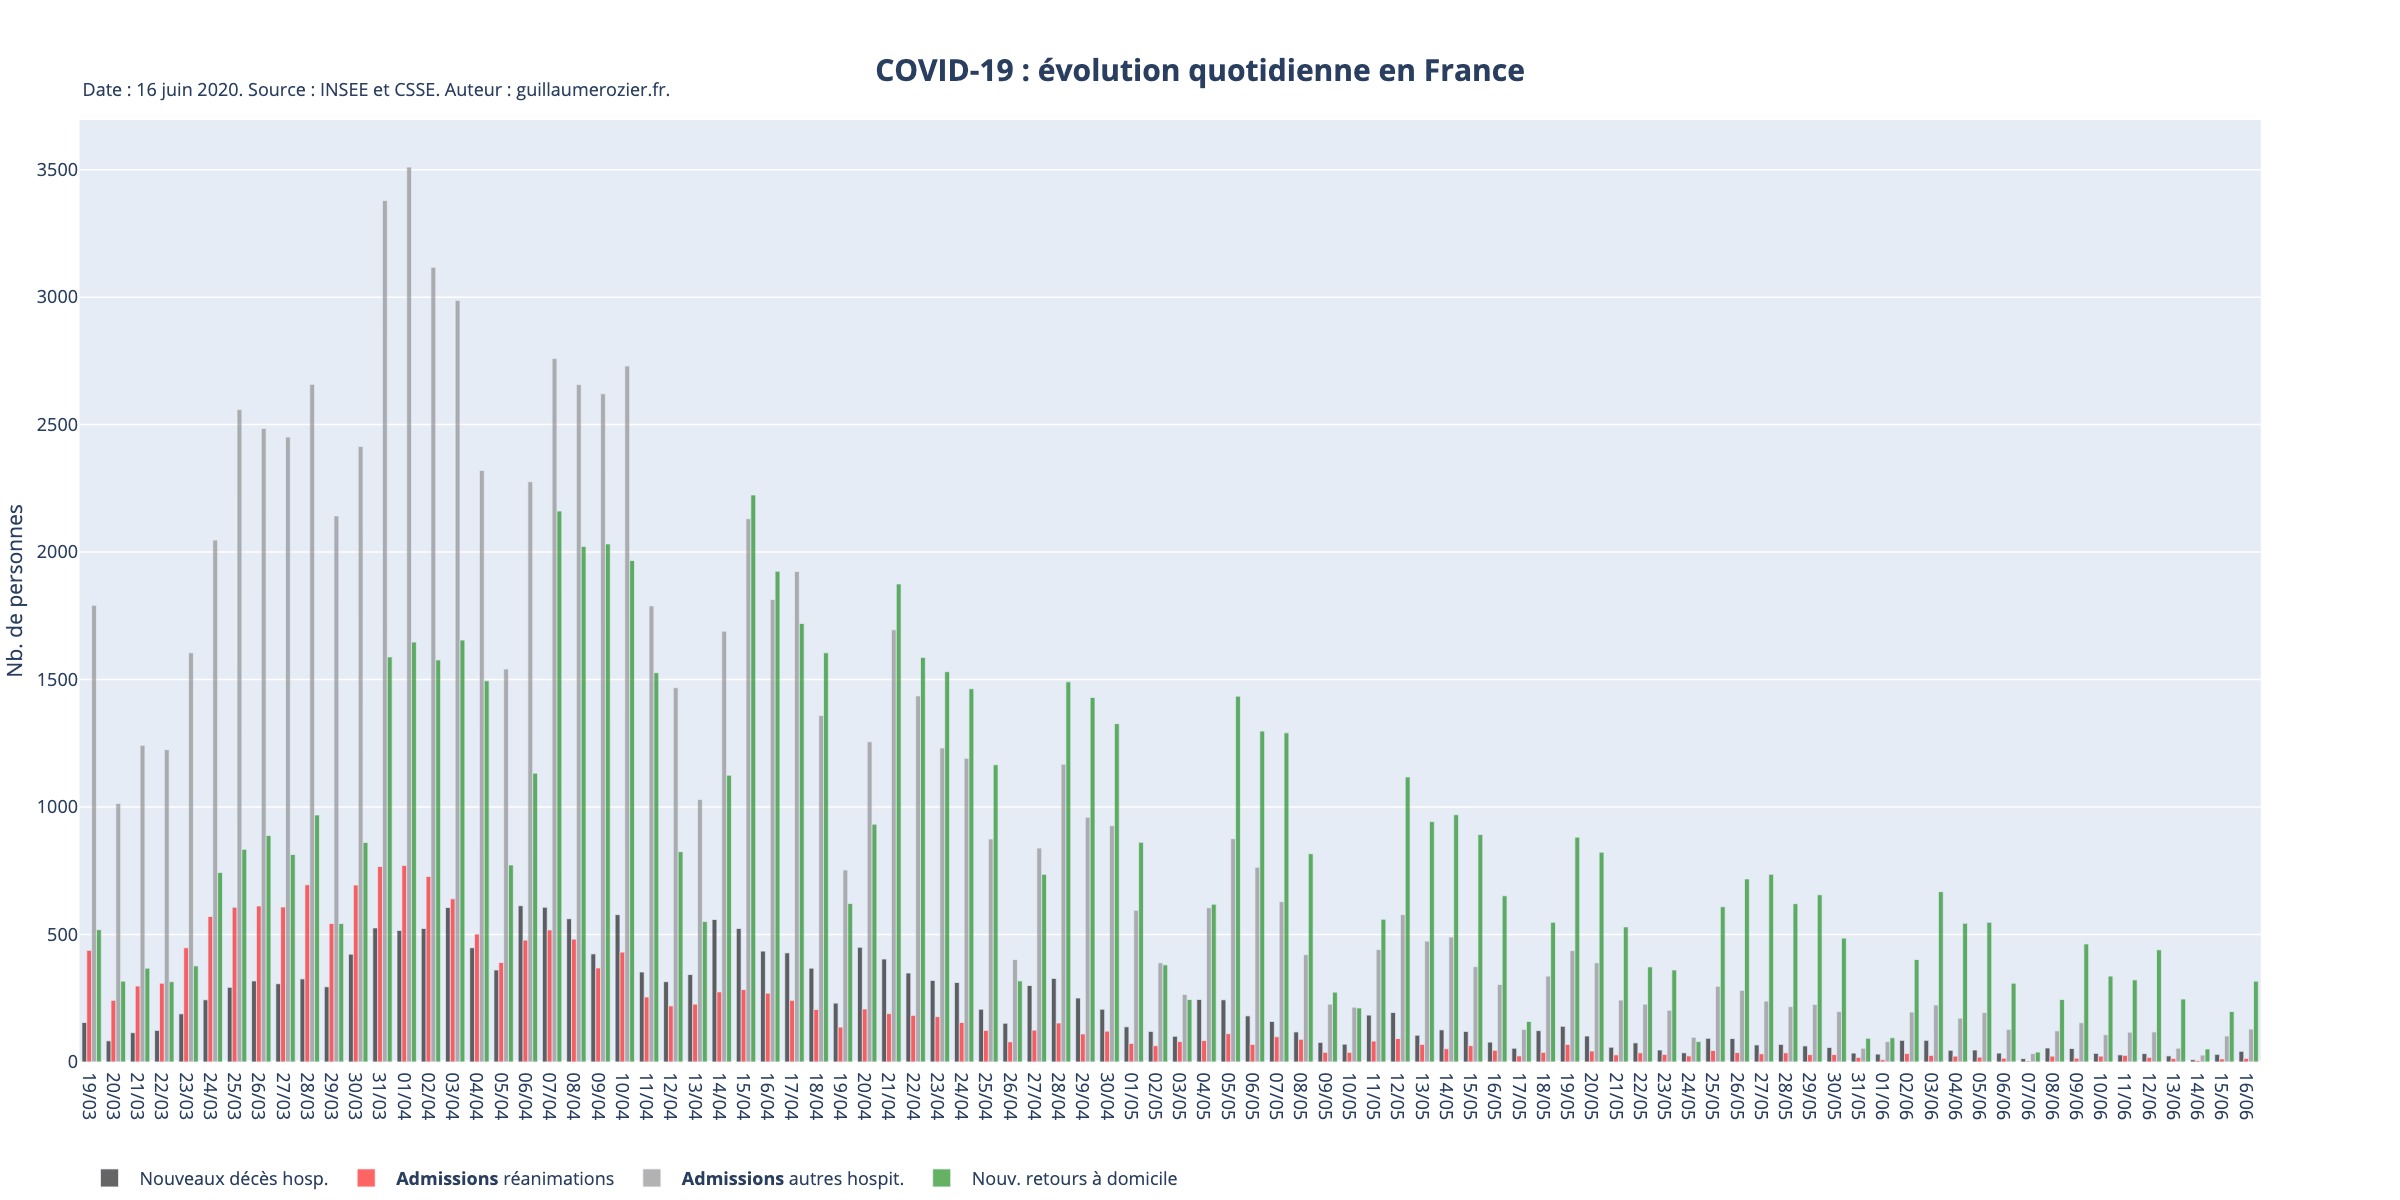 COVID-19 : évolution quotidienne en France
Date : 16 juin 2020. Source : INSEE et CSSE. Auteur : guillaumerozier.fr.
Nb. de personnes
3500
3000
2500
2000
1500
1000
500
0
19/03 20/03 21/03 22/03 23/03 24/03 25/03 26/03 27/03 28/03 29/03 30/03 31/03 01/04 02/04 03/04 04/04 05/04 06/04 07/04 08/04 09/04 10/04 11/04 12/04 13/04 14/04 15/04 16/04 17/04 18/04 19/04 20/04 21/04 22/04 23/04 24/04 25/04 26/04 27/04 28/04 29/04 30/04 01/05 02/05 03/05 04/05 05/05 06/05 07/05 08/05 09/05 10/05 11/05 12/05 13/05 14/05 15/05 16/05 17/05 18/05 19/05 20/05 21/05 22/05 23/05 24/05 25/05 26/05 27/05 28/05 29/05 30/05 31/05 01/06 02/06 03/06 04/06 05/06 06/06 07/06 08/06 09/06 10/06 11/06 12/06 13/06 14/06 15/06 16/06
Nouveaux décès hosp. Admissions réanimations Admissions autres hospit. Nouv. retours à domicile